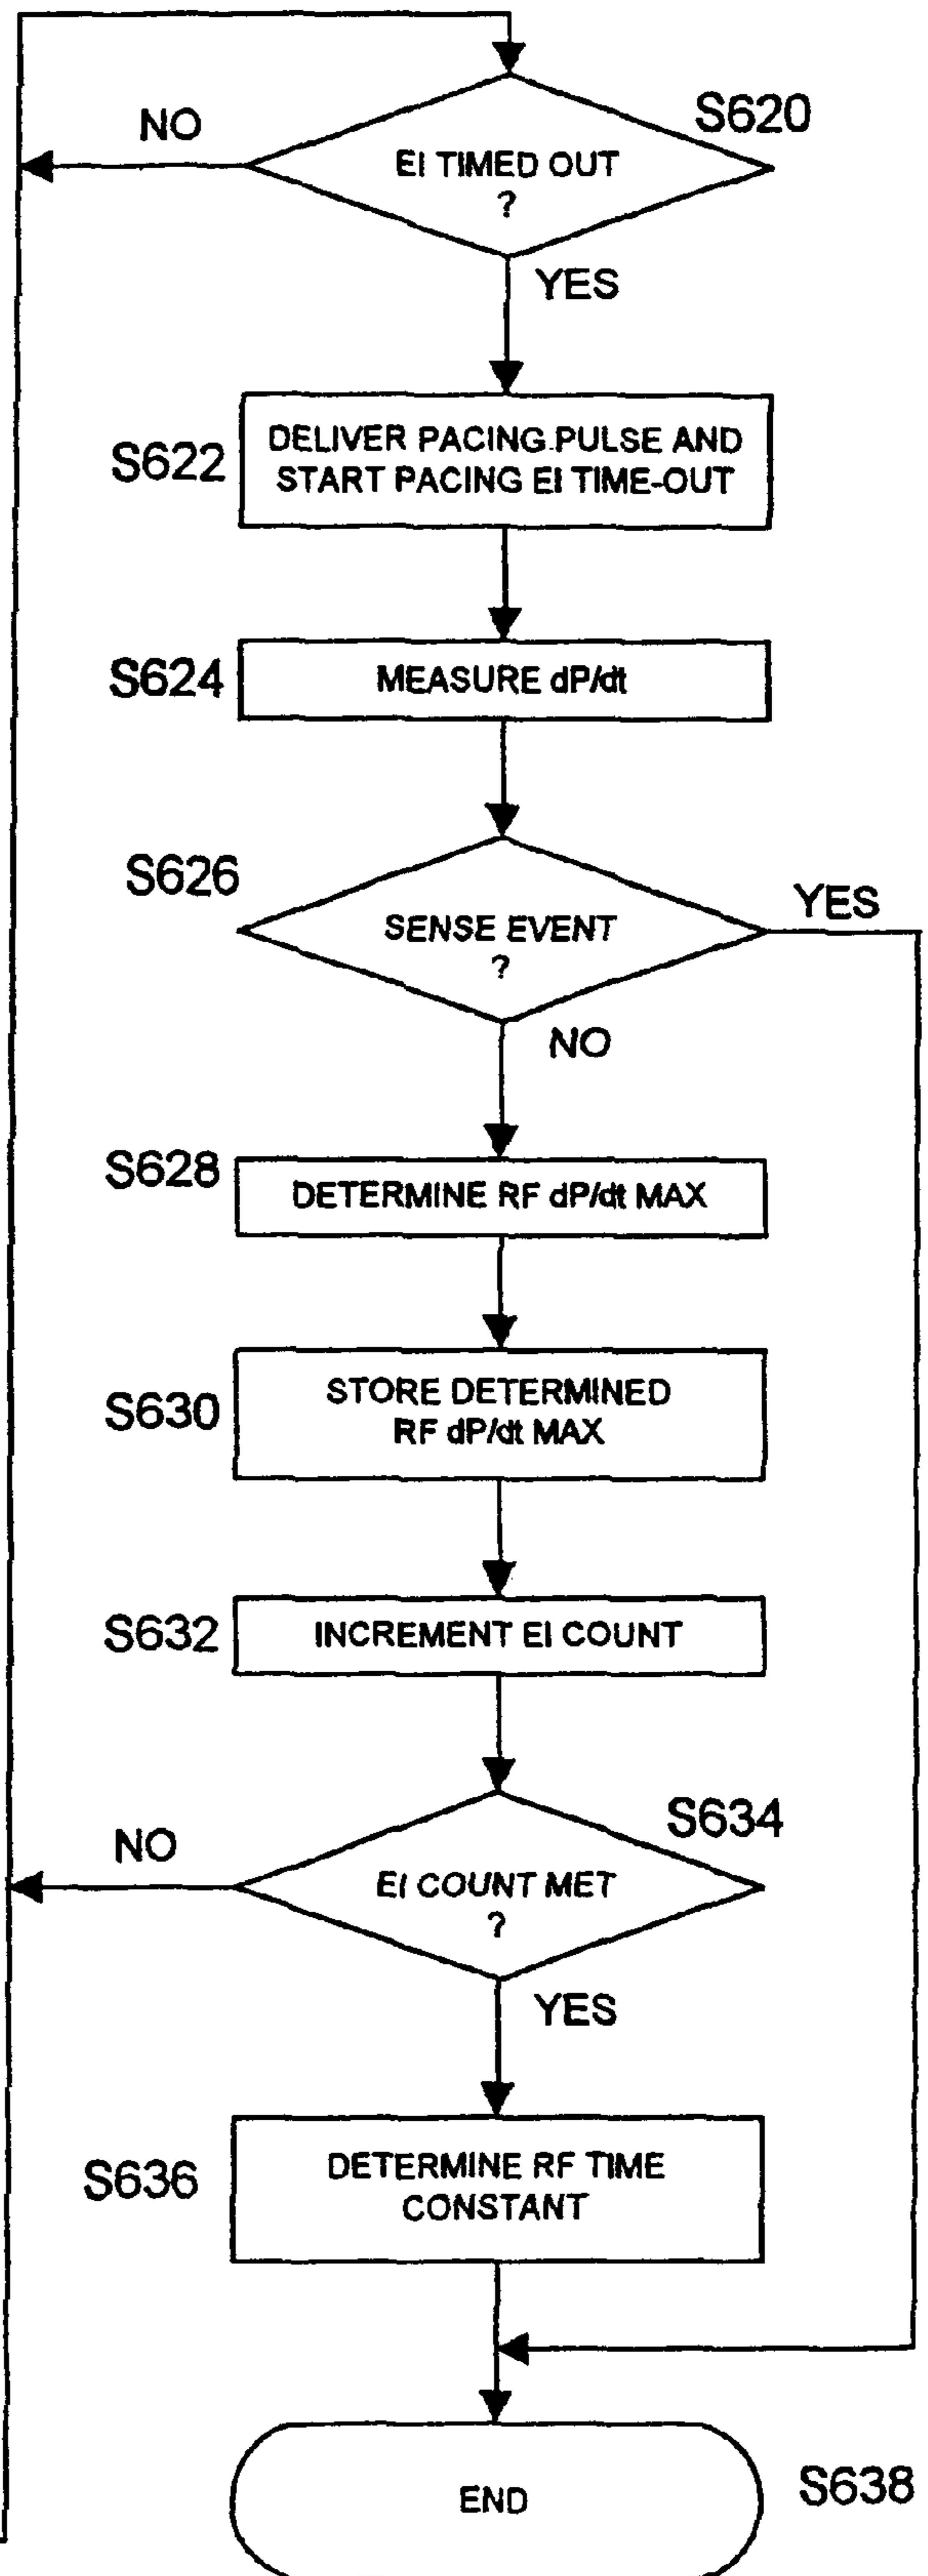 S620
NO
EI TIMED OUT
?
YES
S622
DELIVER PACING PULSE AND
START PACING EI TIME-OUT
S624
MEASURE dP/dt
S626
SENSE EVENT
?
YES
NO
S628
DETERMINE RF dP/dt MAX
S630
STORE DETERMINED
RF dP/dt MAX
S632
INCREMENT EI COUNT
S634
NO
EI COUNT MET
?
YES
S636
DETERMINE RF TIME
CONSTANT
END
S638